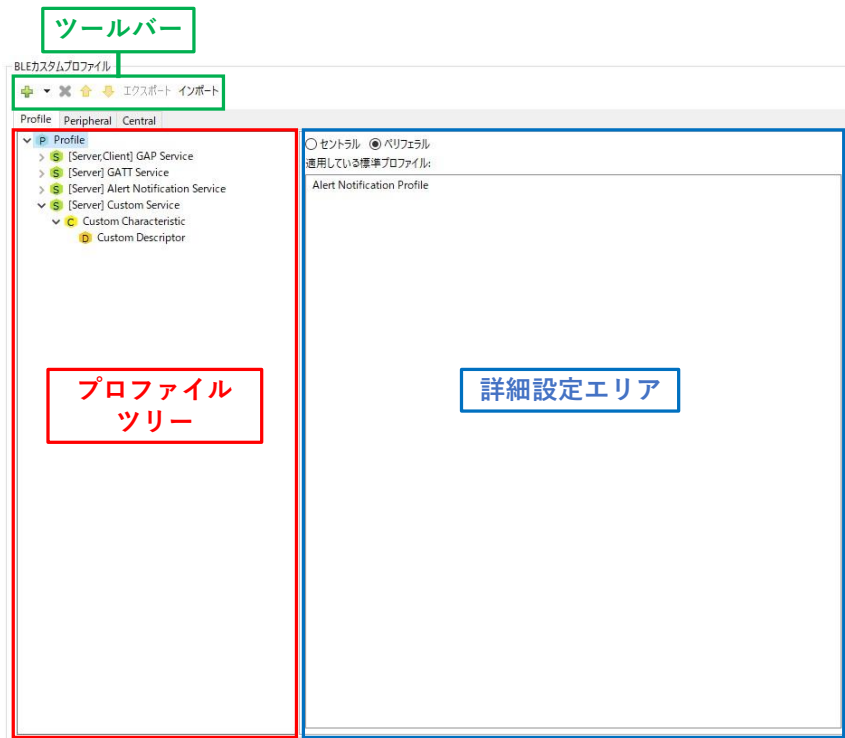 ツールバー
BLEカスタムプロファイル
エクスポート インポート
Profile Peripheral Central
P Profile
S [Server,Client] GAP Service
S [Server] GATT Service
S [Server] Alert Notification Service
S [Server] Custom Service
C Custom Characteristic
D Custom Descriptor
セントラル ペリフェラル
適用している標準プロファイル:
Alert Notification Profile
プロファイル
ツリー
詳細設定エリア